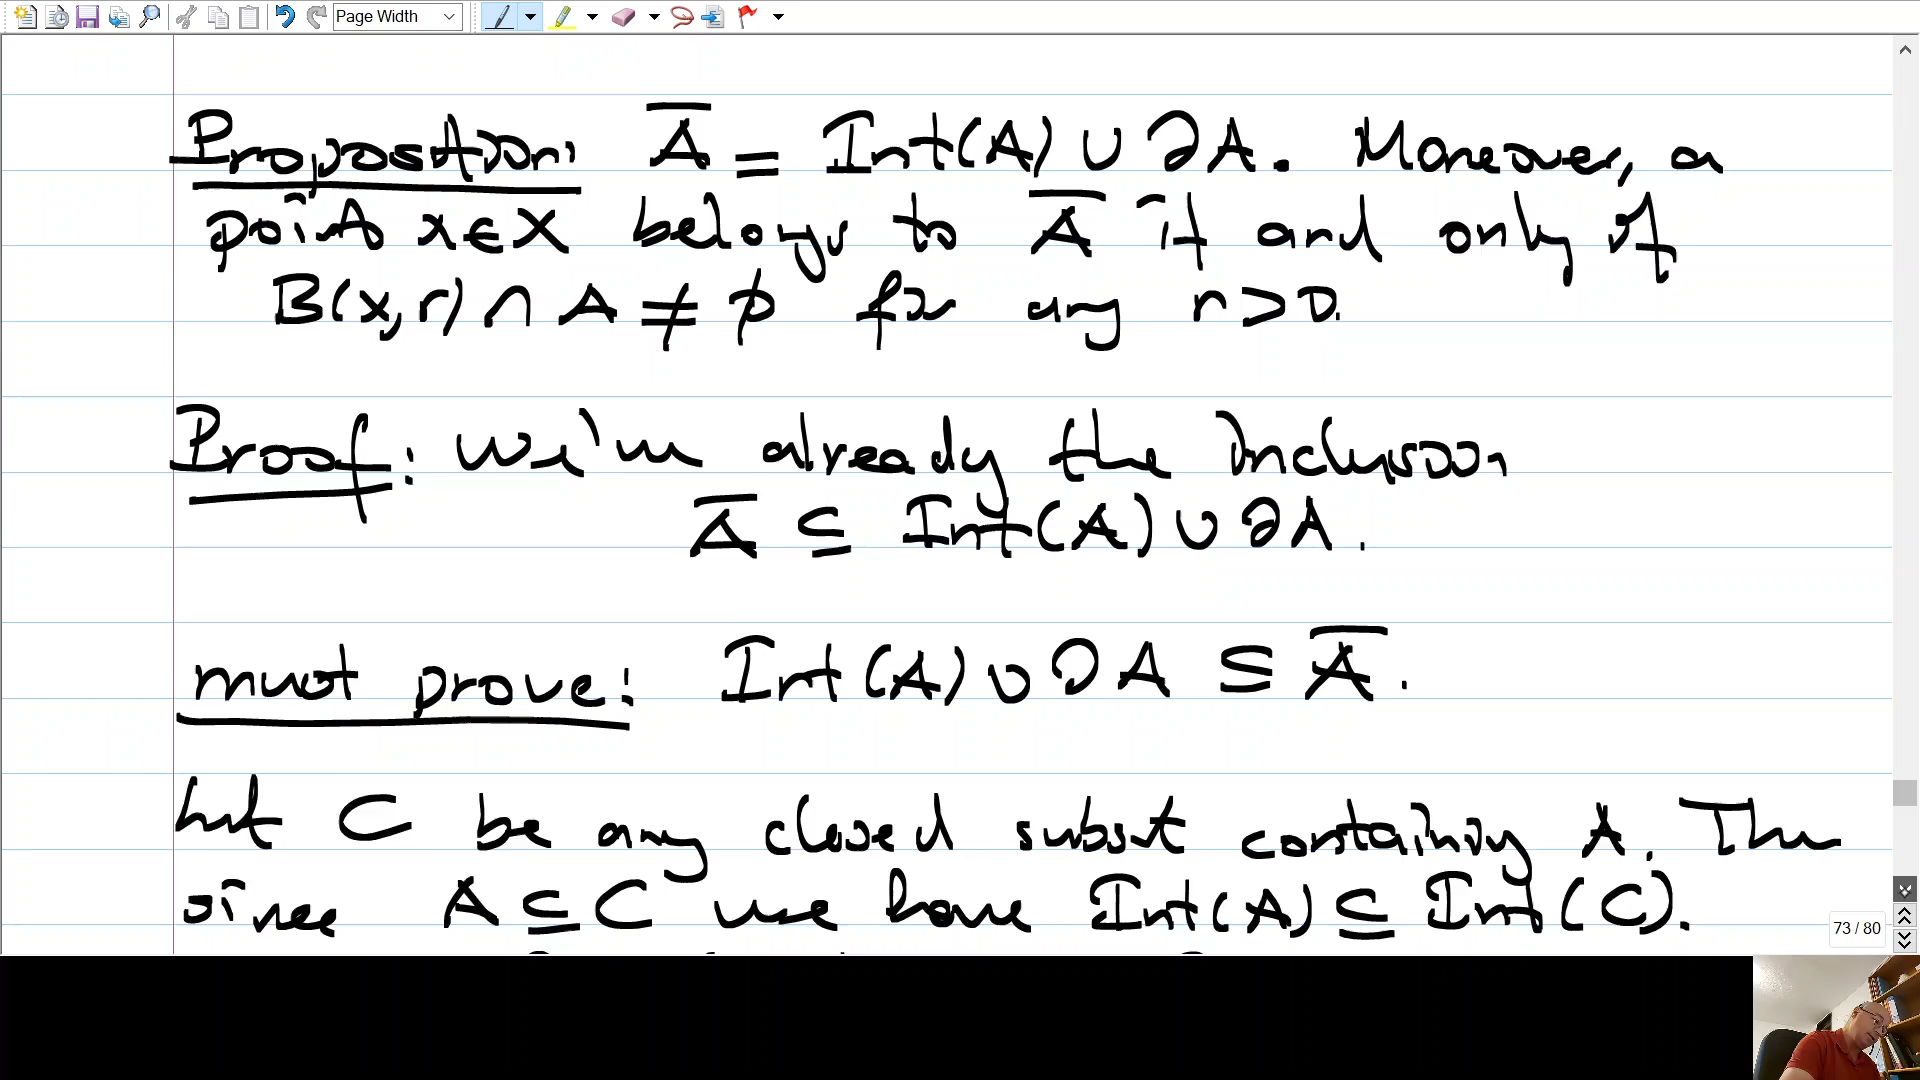 Page Width
Proposition: A̅ = Int(A) ∪ ∂A. Moreover, a
point x∈X belongs to A̅ if and only if
B(x,r) ∩ A ≠ ∅ for any r>0.
Proof: We've already the inclusion
A̅ ⊆ Int(A) ∪ ∂A.
must prove: Int(A) ∪ ∂A ⊆ A̅.
Let C be any closed subset containing A. Then
since A ⊆ C we have Int(A) ⊆ Int(C).
73 / 80